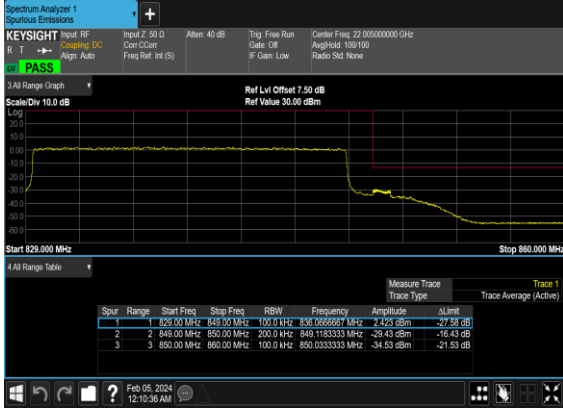 Spectrum Analyzer 1
Spurious Emissions
+
KEYSIGHT Input: RF Input Z: 50 Ω Atten: 40 dB Trig: Free Run Center Freq: 22.005000000 GHz
R T Coupling: DC Corr CCorr Gate: Off Avg|Hold: 100/100
Align: Auto Freq Ref: Int (S) IF Gain: Low Radio Std: None
LXI PASS
3 All Range Graph
Ref Lvl Offset 7.50 dB
Scale/Div 10.0 dB Ref Value 30.00 dBm
Log
20.0
10.0
0.00
-10.0
-20.0
-30.0
-40.0
-50.0
-60.0
Start 829.000 MHz Stop 860.000 MHz
4 All Range Table
Measure Trace Trace 1
Trace Type Trace Average (Active)
Spur Range Start Freq Stop Freq RBW Frequency Amplitude ΔLimit
1 1 829.00 MHz 849.00 MHz 100.0 kHz 836.0666667 MHz 2.423 dBm -27.58 dB
2 2 849.00 MHz 850.00 MHz 200.0 kHz 849.1183333 MHz -29.43 dBm -16.43 dB
3 3 850.00 MHz 860.00 MHz 100.0 kHz 850.0333333 MHz -34.53 dBm -21.53 dB
? Feb 05, 2024
12:10:36 AM